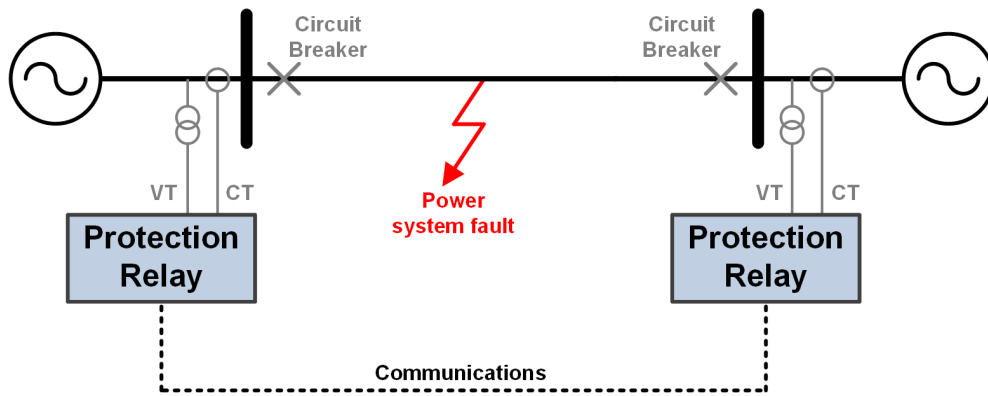 Circuit
Breaker
Circuit
Breaker
VT
CT
Power
system fault
VT
CT
Protection
Relay
Protection
Relay
Communications